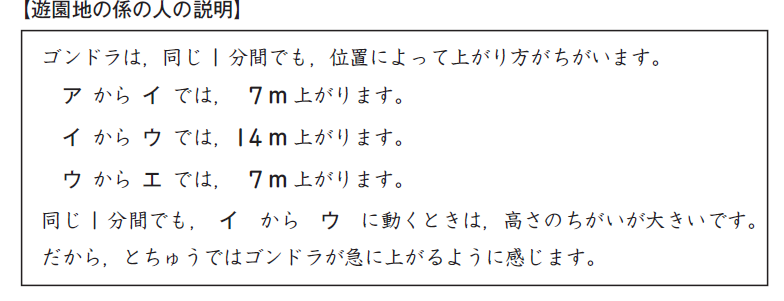 【遊園地の係の人の説明】
ゴンドラは，同じ１分間でも，位置によって上がり方がちがいます。
ア から イ では， 7 m 上がります。
イ から ウ では， 14 m 上がります。
ウ から エ では， 7 m 上がります。
同じ１分間でも， イ から ウ に動くときは，高さのちがいが大きいです。
だから，とちゅうではゴンドラが急に上がるように感じます。